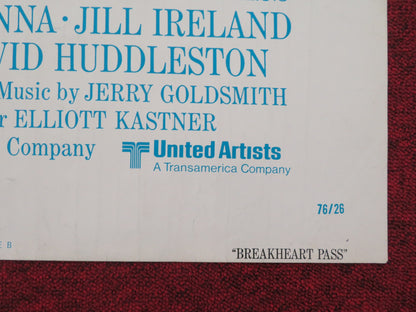 NNA · JILL IRELAND
VID HUDDLESTON
Music by JERRY GOLDSMITH
r ELLIOTT KASTNER
Company
United Artists
A Transamerica Company
76/26
E B
"BREAKHEART PASS"